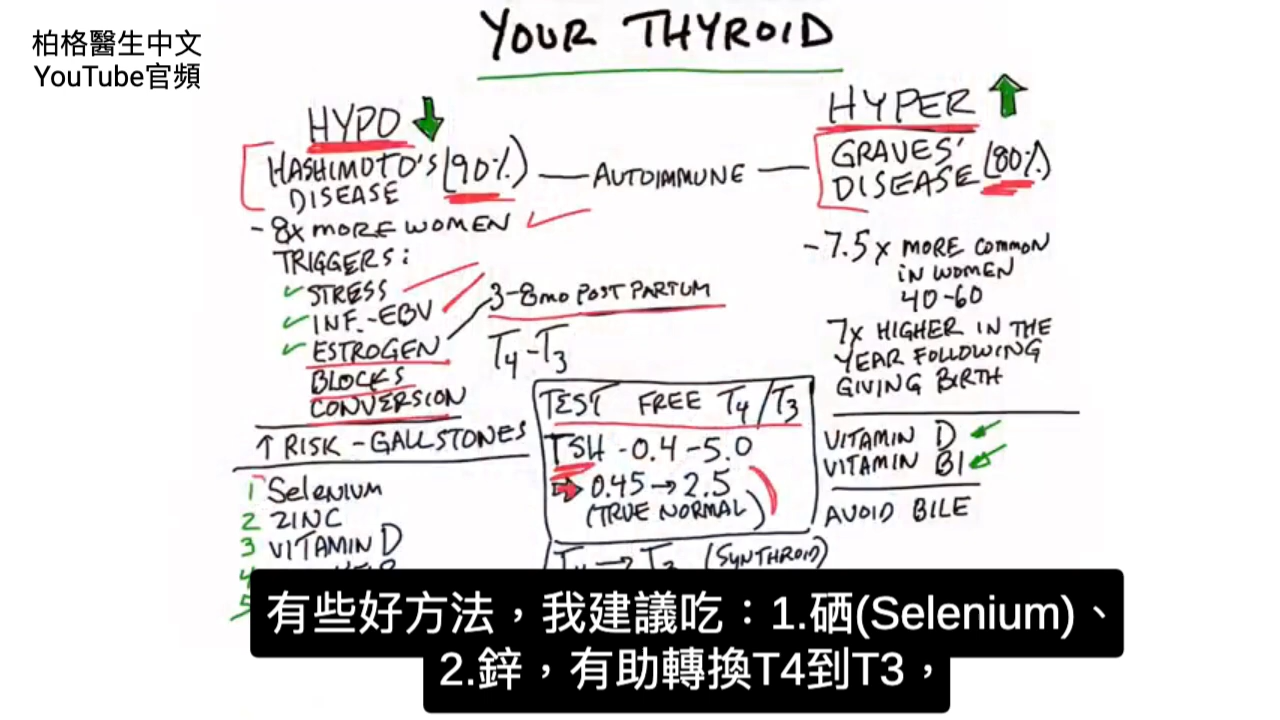 柏格醫生中文
YouTube官頻
YOUR THYROID
HYPO
HASHIMOTO'S (90%)
DISEASE
- 8X MORE WOMEN
TRIGGERS:
STRESS
INF.-EBV
ESTROGEN
BLOCKS
CONVERSION
↑ RISK - GALLSTONES
1 Selenium
2 ZINC
3 VITAMIN D
4
5
AUTOIMMUNE
3-8mo POST PARTUM
T4-T3
TEST FREE T4/T3
TSH -0.4-5.0
0.45→2.5
(TRUE NORMAL)
T4→T3 (SYNTHROID)
HYPER
GRAVES' (80%)
DISEASE
-7.5x MORE COMMON
IN WOMEN
40-60
7X HIGHER IN THE
YEAR FOLLOWING
GIVING BIRTH
VITAMIN D
VITAMIN B1
AVOID BILE
有些好方法，我建議吃：1.硒(Selenium)、
2.鋅，有助轉換T4到T3，